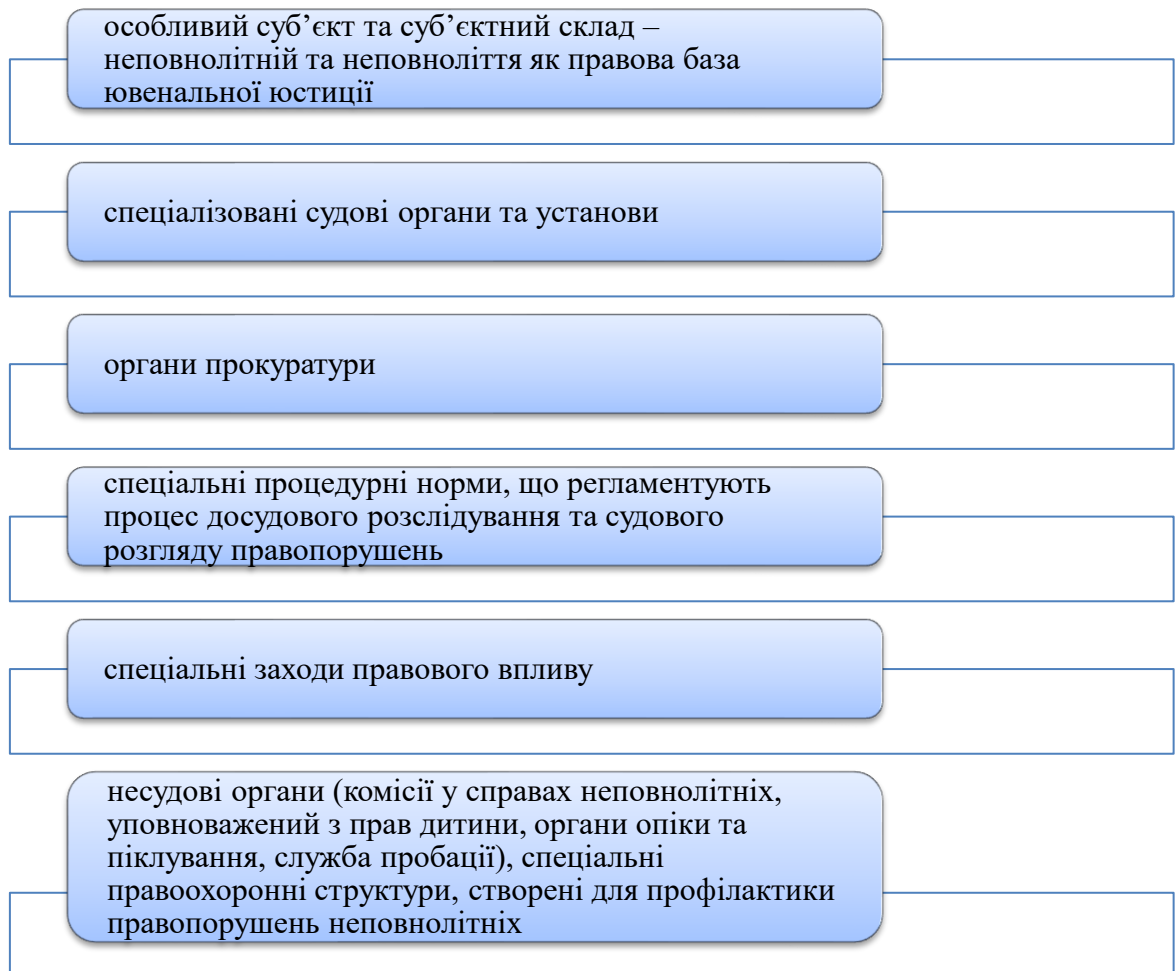 особливий суб’єкт та суб’єктний склад –
неповнолітній та неповноліття як правова база
ювенальної юстиції
спеціалізовані судові органи та установи
органи прокуратури
спеціальні процедурні норми, що регламентують
процес досудового розслідування та судового
розгляду правопорушень
спеціальні заходи правового впливу
несудові органи (комісії у справах неповнолітніх,
уповноважений з прав дитини, органи опіки та
піклування, служба пробації), спеціальні
правоохоронні структури, створені для профілактики
правопорушень неповнолітніх